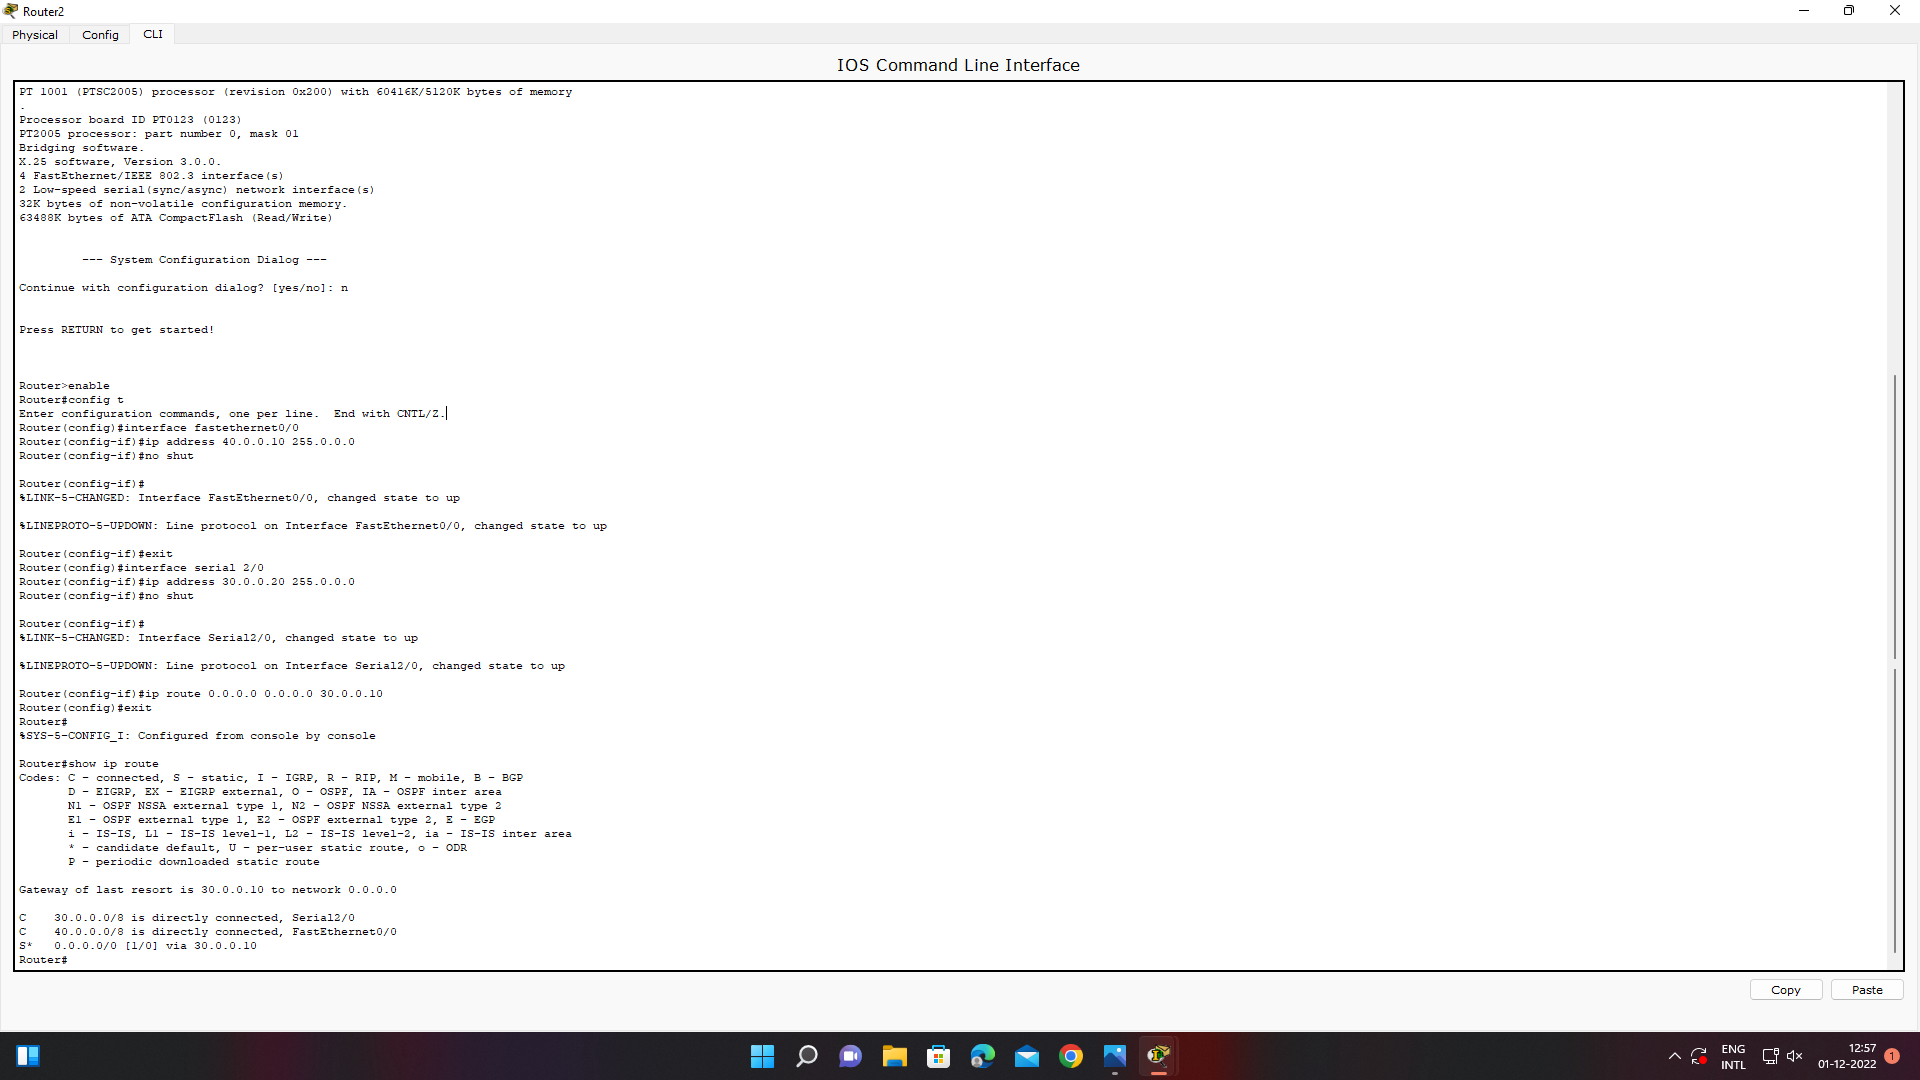 Router2
Physical Config CLI
IOS Command Line Interface
PT 1001 (PTSC2005) processor (revision 0x200) with 60416K/5120K bytes of memory
.
Processor board ID PT0123 (0123)
PT2005 processor: part number 0, mask 01
Bridging software.
X.25 software, Version 3.0.0.
4 FastEthernet/IEEE 802.3 interface(s)
2 Low-speed serial(sync/async) network interface(s)
32K bytes of non-volatile configuration memory.
63488K bytes of ATA CompactFlash (Read/Write)
--- System Configuration Dialog ---
Continue with configuration dialog? [yes/no]: n
Press RETURN to get started!
Router>enable
Router#config t
Enter configuration commands, one per line.  End with CNTL/Z.
Router(config)#interface fastethernet0/0
Router(config-if)#ip address 40.0.0.10 255.0.0.0
Router(config-if)#no shut
Router(config-if)#
%LINK-5-CHANGED: Interface FastEthernet0/0, changed state to up
%LINEPROTO-5-UPDOWN: Line protocol on Interface FastEthernet0/0, changed state to up
Router(config-if)#exit
Router(config)#interface serial 2/0
Router(config-if)#ip address 30.0.0.20 255.0.0.0
Router(config-if)#no shut
Router(config-if)#
%LINK-5-CHANGED: Interface Serial2/0, changed state to up
%LINEPROTO-5-UPDOWN: Line protocol on Interface Serial2/0, changed state to up
Router(config-if)#ip route 0.0.0.0 0.0.0.0 30.0.0.10
Router(config)#exit
Router#
%SYS-5-CONFIG_I: Configured from console by console
Router#show ip route
Codes: C - connected, S - static, I - IGRP, R - RIP, M - mobile, B - BGP
D - EIGRP, EX - EIGRP external, O - OSPF, IA - OSPF inter area
N1 - OSPF NSSA external type 1, N2 - OSPF NSSA external type 2
E1 - OSPF external type 1, E2 - OSPF external type 2, E - EGP
i - IS-IS, L1 - IS-IS level-1, L2 - IS-IS level-2, ia - IS-IS inter area
* - candidate default, U - per-user static route, o - ODR
P - periodic downloaded static route
Gateway of last resort is 30.0.0.10 to network 0.0.0.0
C    30.0.0.0/8 is directly connected, Serial2/0
C    40.0.0.0/8 is directly connected, FastEthernet0/0
S*   0.0.0.0/0 [1/0] via 30.0.0.10
Router#
Copy Paste
ENG
INTL
12:57
01-12-2022
1